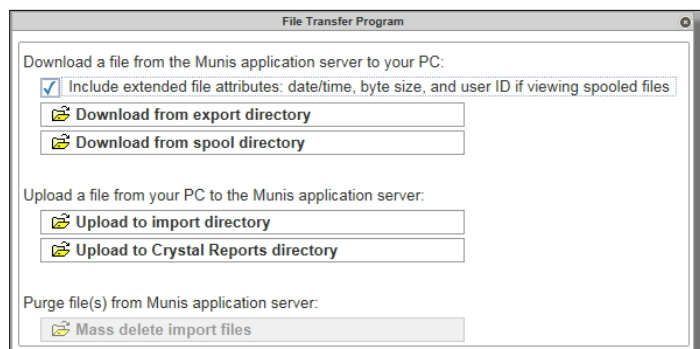 File Transfer Program
Download a file from the Munis application server to your PC:
Include extended file attributes: date/time, byte size, and user ID if viewing spooled files
Download from export directory
Download from spool directory
Upload a file from your PC to the Munis application server:
Upload to import directory
Upload to Crystal Reports directory
Purge file(s) from Munis application server:
Mass delete import files